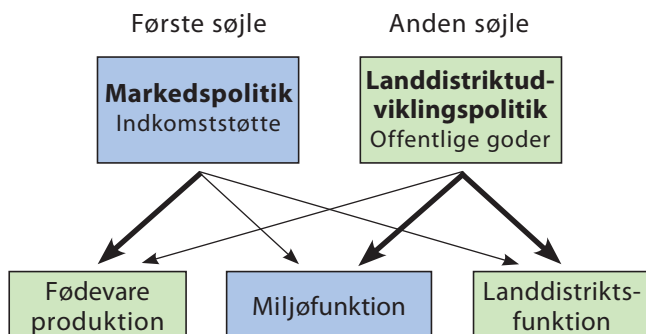 Første søjle
Anden søjle
Markedspolitik
Indkomststøtte
Landdistriktud-
viklingspolitik
Offentlige goder
Fødevare
produktion
Miljøfunktion
Landdistrikts-
funktion